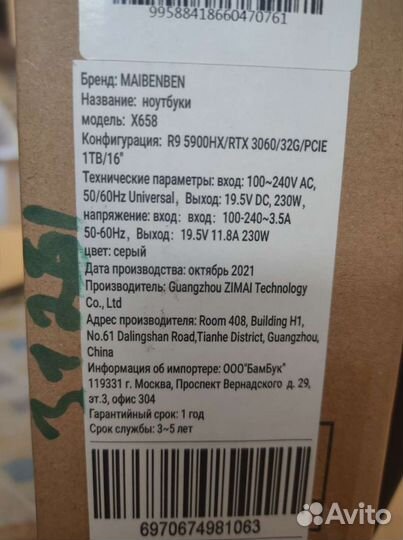 99588418660470761
Бренд: MAIBENBEN
Название: ноутбуки
модель: X658
Конфигурация: R9 5900HX/RTX 3060/32G/PCIE
1TB/16"
Технические параметры: вход: 100~240V AC,
50/60Hz Universal, Выход: 19.5V DC, 230W,
напряжение: вход: вход: 100-240~3.5A
50-60Hz, Выход: 19.5V 11.8A 230W
цвет: серый
Дата производства: октябрь 2021
Производитель: Guangzhou ZIMAI Technology
Co., Ltd
Адрес производителя: Room 408, Building H1,
No.61 Dalingshan Road,Tianhe District, Guangzhou,
China
Информация об импортере: ООО"БамБук"
119331 г. Москва, Проспект Вернадского д. 29,
эт.3, офис 304
Гарантийный срок: 1 год
Срок службы: 3~5 лет
6970674981063
Avito